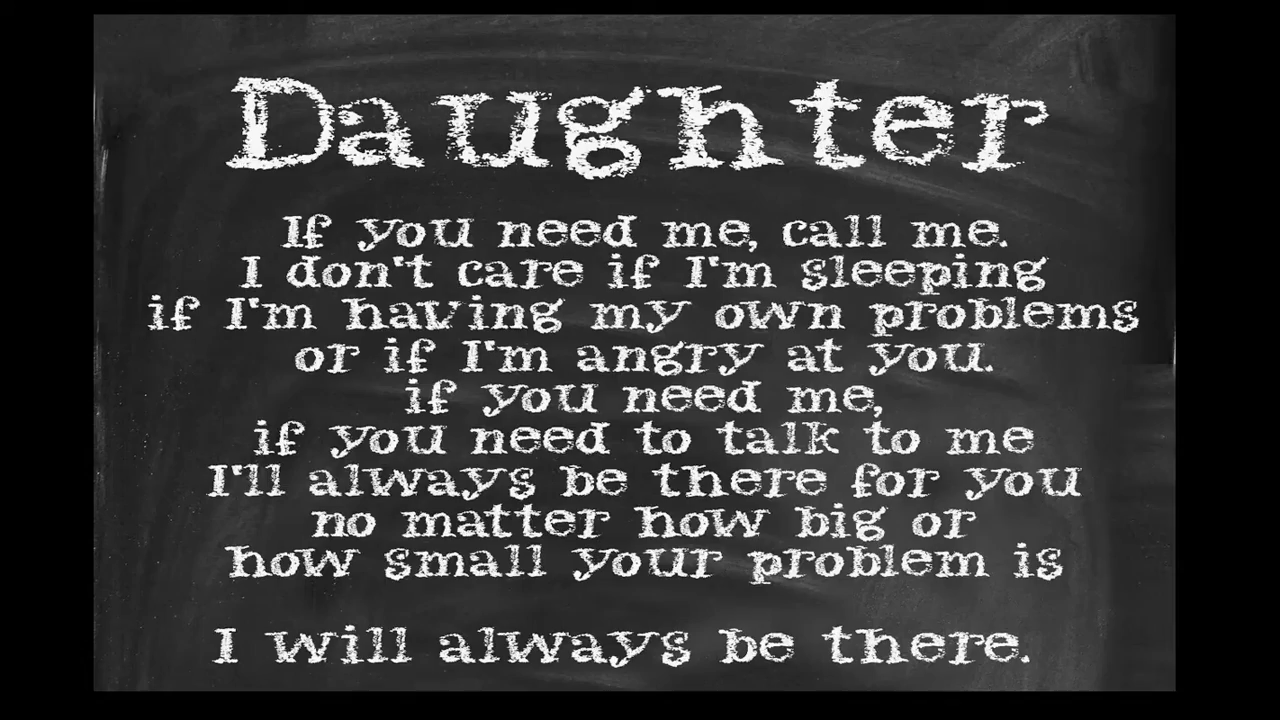 Daughter
If you need me, call me.
I don't care if I'm sleeping
if I'm having my own problems
or if I'm angry at you.
if you need me,
if you need to talk to me
I'll always be there for you
no matter how big or
how small your problem is
I will always be there.